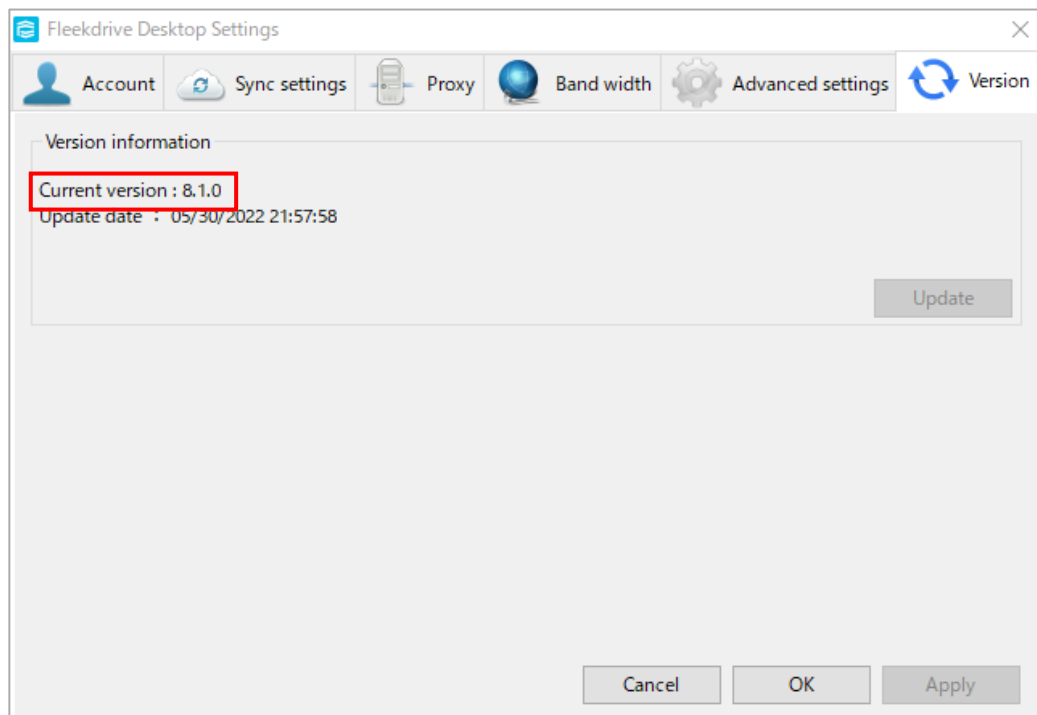 Fleekdrive Desktop Settings
Account Sync settings Proxy Band width Advanced settings Version
Version information
Current version : 8.1.0
Update date : 05/30/2022 21:57:58
Update
Cancel OK Apply